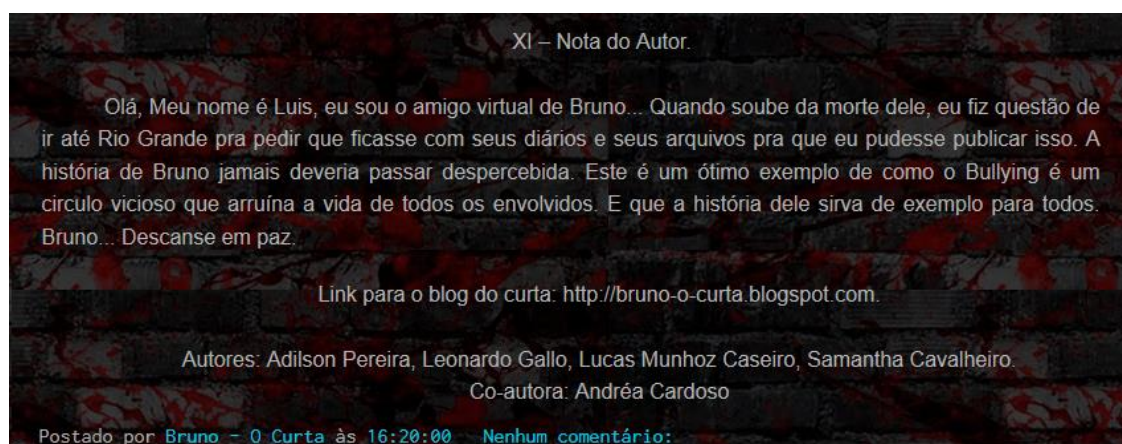 XI – Nota do Autor.
Olá, Meu nome é Luis, eu sou o amigo virtual de Bruno... Quando soube da morte dele, eu fiz questão de
ir até Rio Grande pra pedir que ficasse com seus diários e seus arquivos pra que eu pudesse publicar isso. A
história de Bruno jamais deveria passar despercebida. Este é um ótimo exemplo de como o Bullying é um
circulo vicioso que arruína a vida de todos os envolvidos. E que a história dele sirva de exemplo para todos.
Bruno... Descanse em paz.
Link para o blog do curta: http://bruno-o-curta.blogspot.com.
Autores: Adilson Pereira, Leonardo Gallo, Lucas Munhoz Caseiro, Samantha Cavalheiro.
Co-autora: Andréa Cardoso
Postado por Bruno - O Curta às 16:20:00 Nenhum comentário: